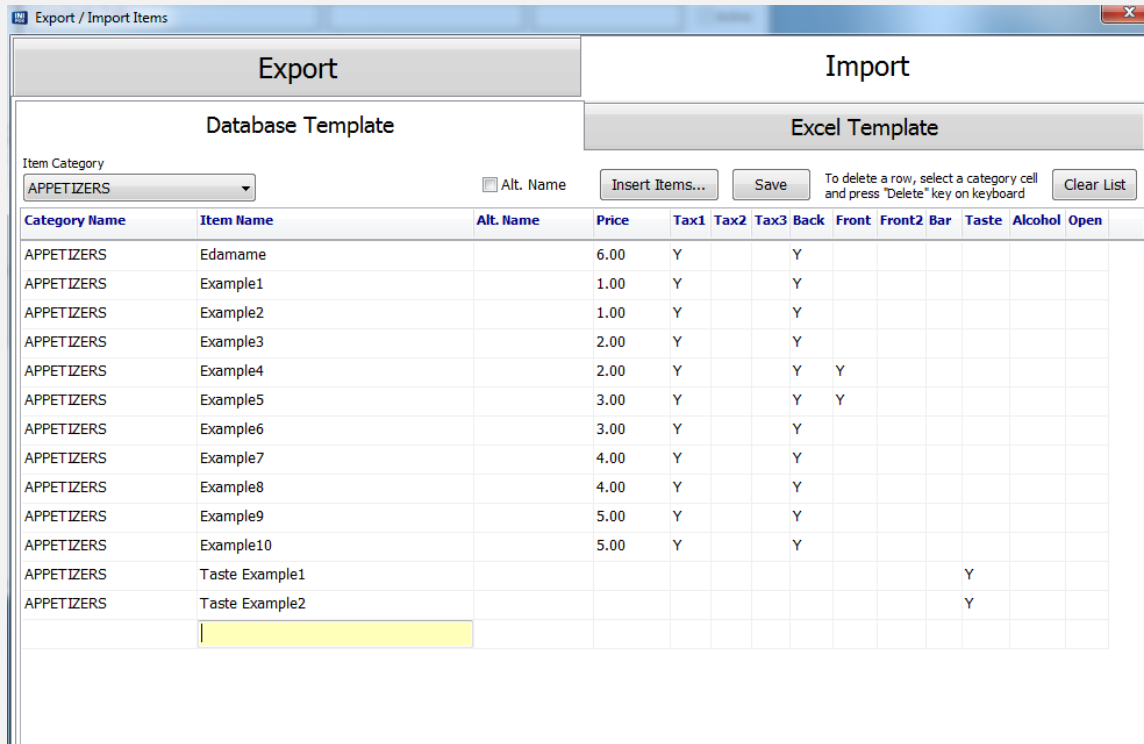 INI POS Export / Import Items X
Export Import
Database Template Excel Template
Item Category
APPETIZERS Alt. Name Insert Items... Save To delete a row, select a category cell and press "Delete" key on keyboard Clear List
Category Name Item Name Alt. Name Price Tax1 Tax2 Tax3 Back Front Front2 Bar Taste Alcohol Open
APPETIZERS Edamame 6.00 Y Y
APPETIZERS Example1 1.00 Y Y
APPETIZERS Example2 1.00 Y Y
APPETIZERS Example3 2.00 Y Y
APPETIZERS Example4 2.00 Y Y Y
APPETIZERS Example5 3.00 Y Y Y
APPETIZERS Example6 3.00 Y Y
APPETIZERS Example7 4.00 Y Y
APPETIZERS Example8 4.00 Y Y
APPETIZERS Example9 5.00 Y Y
APPETIZERS Example10 5.00 Y Y
APPETIZERS Taste Example1 Y
APPETIZERS Taste Example2 Y